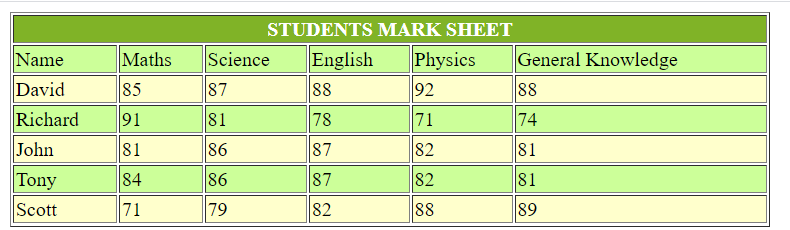 STUDENTS MARK SHEET
Name Maths Science English Physics General Knowledge
David 85 87 88 92 88
Richard 91 81 78 71 74
John 81 86 87 82 81
Tony 84 86 87 82 81
Scott 71 79 82 88 89